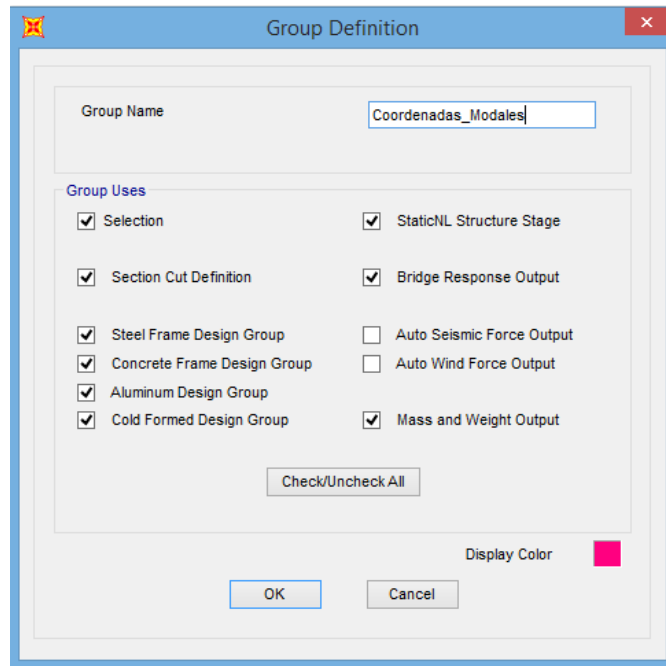 Group Definition
Group Name
Coordenadas_Modales
Group Uses
Selection
StaticNL Structure Stage
Section Cut Definition
Bridge Response Output
Steel Frame Design Group
Auto Seismic Force Output
Concrete Frame Design Group
Auto Wind Force Output
Aluminum Design Group
Cold Formed Design Group
Mass and Weight Output
Check/Uncheck All
Display Color
OK
Cancel